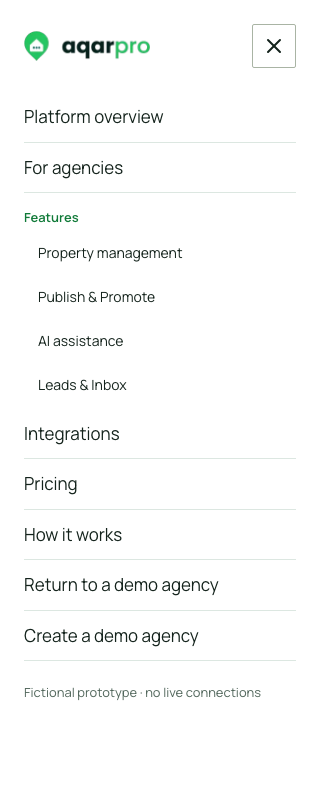 aqarpro
Platform overview
For agencies
Features
Property management
Publish & Promote
AI assistance
Leads & Inbox
Integrations
Pricing
How it works
Return to a demo agency
Create a demo agency
Fictional prototype · no live connections